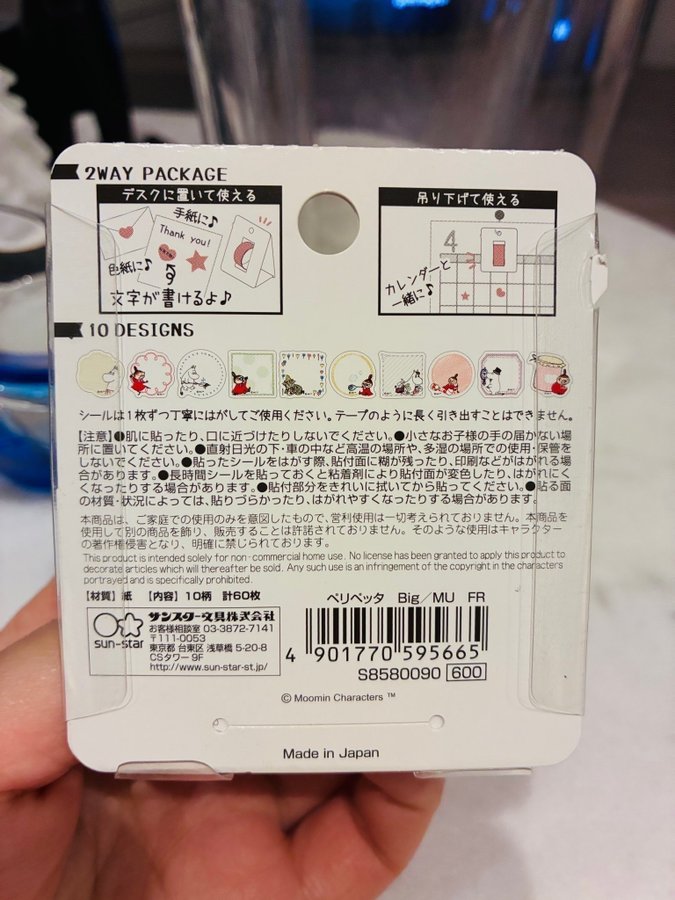 2WAY PACKAGE
デスクに置いて使える
手紙に♪
Thank you!
色紙に♪
文字が書けるよ♪
吊り下げて使える
4
カレンダーと
一緒に♪
10 DESIGNS
シールは1枚ずつ丁寧にはがしてご使用ください。テープのように長く引き出すことはできません。
【注意】●肌に貼ったり、口に近づけたりしないでください。●小さなお子様の手の届かない場
所に置いてください。●直射日光の下・車の中など高温の場所や、多湿の場所での使用・保管を
しないでください。●貼ったシールをはがす際、貼付面に糊が残ったり、印刷などがはがれる場
合があります。●長時間シールを貼っておくと粘着剤により貼付面が変色したり、はがれにく
くなったりする場合があります。●貼付部分をきれいに拭いてから貼ってください。●貼る面
の材質・状況によっては、貼りづらかったり、はがれやすくなったりする場合があります。
本商品は、ご家庭での使用のみを意図したもので、営利使用は一切考えられておりません。本商品を
使用して別の商品を飾り、販売することは許諾されておりません。そのような使用はキャラクター
の著作権侵害となり、明確に禁じられております。
This product is intended solely for non-commercial home use. No license has been granted to apply this product to
decorate articles which will thereafter be sold. Any such use is an infringement of the copyright in the characters
portrayed and is specifically prohibited.
【材質】紙 【内容】10柄 計60枚
sun-star
サンスター文具株式会社
お客様相談室 03-3872-7141
〒111-0053
東京都 台東区 浅草橋 5-20-8
CSタワー 9F
http://www.sun-star-st.jp/
ペリペッタ Big/MU FR
4 901770 595665
S8580090 600
© Moomin Characters ™
Made in Japan